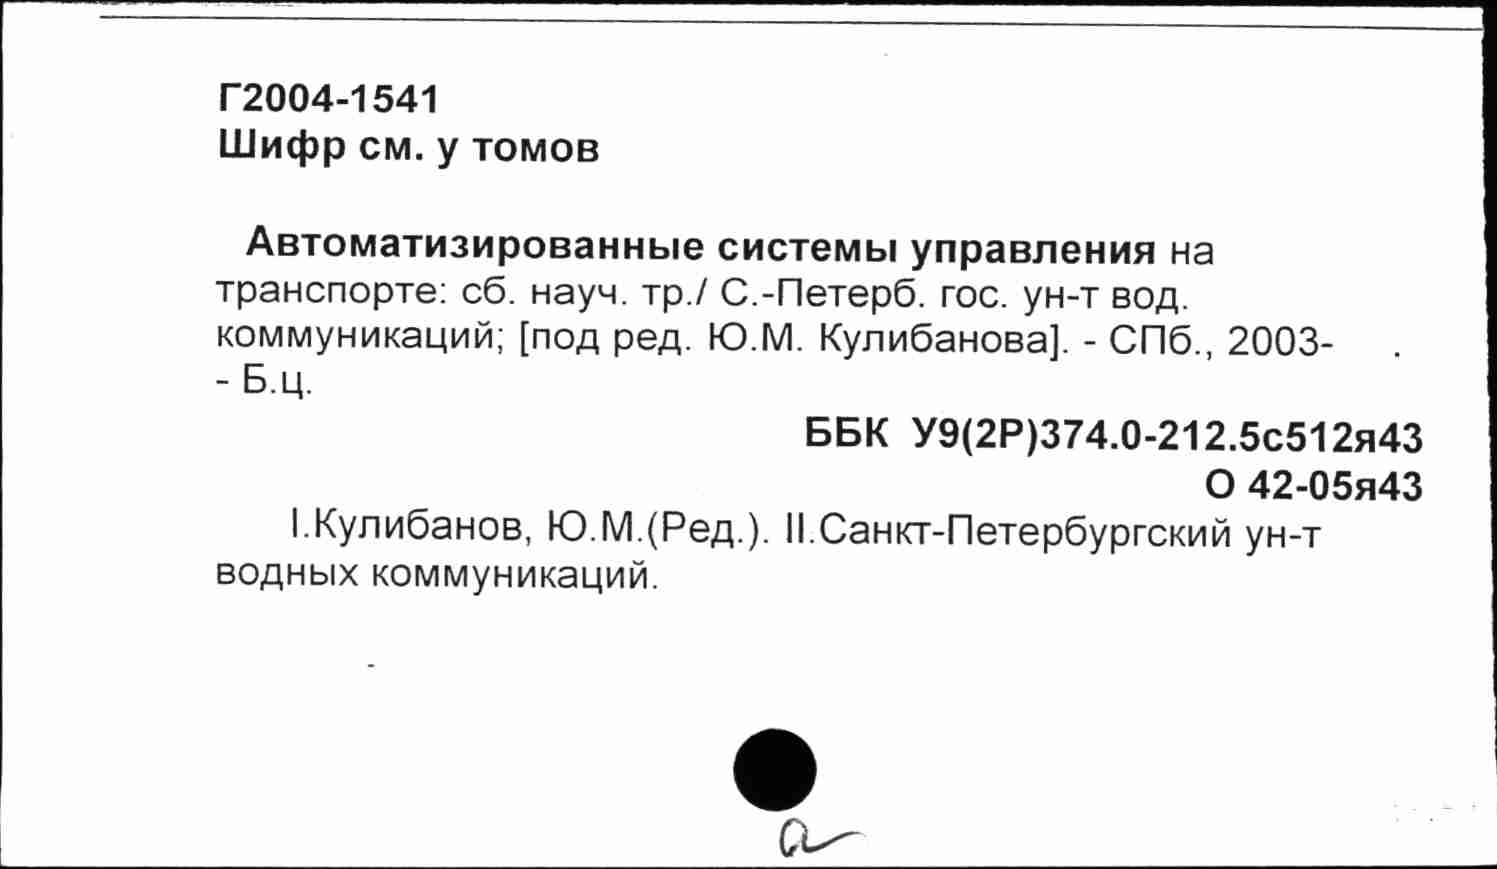 Г2004-1541
Шифр см. у томов
Автоматизированные системы управления на
транспорте: сб. науч. тр./ С.-Петерб. гос. ун-т вод.
коммуникаций; [под ред. Ю.М. Кулибанова]. - СПб., 2003- .
- Б.ц.
ББК У9(2Р)374.0-212.5с512я43
О 42-05я43
I.Кулибанов, Ю.М.(Ред.). II.Санкт-Петербургский ун-т
водных коммуникаций.
а